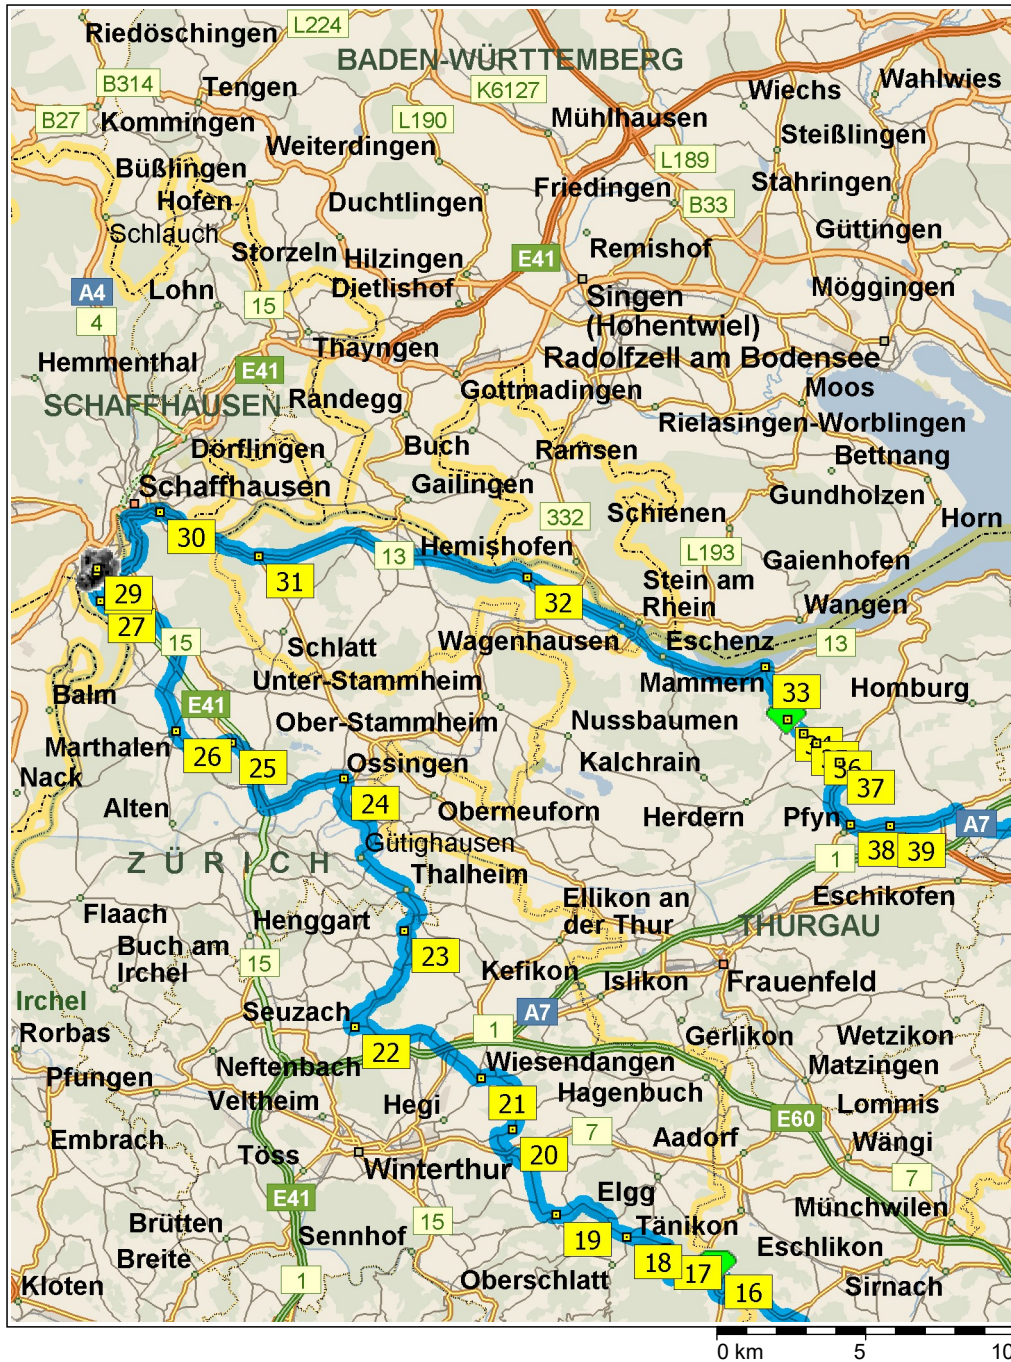 Riedöschingen
L224
BADEN-WÜRTTEMBERG
B314
Tengen
K6127
Wiechs
Wahlwies
B27
Kommingen
L190
Mühlhausen
Steißlingen
Weiterdingen
L189
Büßlingen
Friedingen
Stahringen
Hofen
Duchtlingen
B33
Schlauch
Güttingen
Storzeln
Hilzingen
E41
Remishof
A4
Lohn
15
Dietlishof
Singen
(Hohentwiel)
Möggingen
4
Thayngen
Radolfzell am Bodensee
Hemmenthal
E41
Gottmadingen
Moos
SCHAFFHAUSEN
Randegg
Rielasingen-Worblingen
Dörflingen
Buch
Ramsen
Bettnang
Schaffhausen
Gailingen
Gundholzen
332
Schienen
Horn
30
13
Hemishofen
L193
Gaienhofen
31
29
27
32
Stein am
Rhein
Wangen
15
Schlatt
Wagenhausen
Eschenz
13
Unter-Stammheim
Mammern
33
Homburg
Balm
E41
Ober-Stammheim
Nussbaumen
Marthalen
26
25
Ossingen
Kalchrain
36
Nack
37
Alten
24
Oberneuforn
Herdern
Pfyn
A7
Gütighausen
38
39
1
ZÜRICH
Thalheim
Eschikofen
Flaach
Henggart
Ellikon an
der Thur
THURGAU
Buch am
Irchel
15
23
Kefikon
Islikon
Frauenfeld
Irchel
Seuzach
A7
Rorbas
22
1
Gerlikon
Wetzikon
Neftenbach
Wiesendangen
Matzingen
Pfungen
Hagenbuch
Veltheim
Hegi
21
E60
Lommis
Embrach
7
Aadorf
Wängi
Töss
Winterthur
20
7
E41
Elgg
Münchwilen
Brütten
Sennhof
15
19
Tänikon
Breite
18
Eschlikon
Kloten
1
Oberschlatt
17
16
Sirnach
0 km
5
10